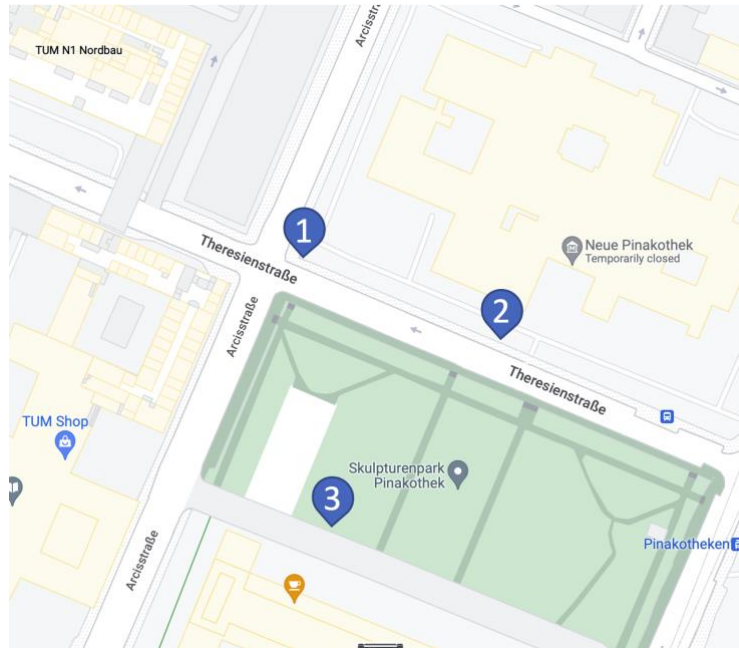 TUM N1 Nordbau
Arcisstr
1
Theresienstraße
Neue Pinakothek
Temporarily closed
2
Arcisstraße
Theresienstraße
TUM Shop
Skulpturenpark
Pinakothek
3
Pinakotheken
Arcisstraße